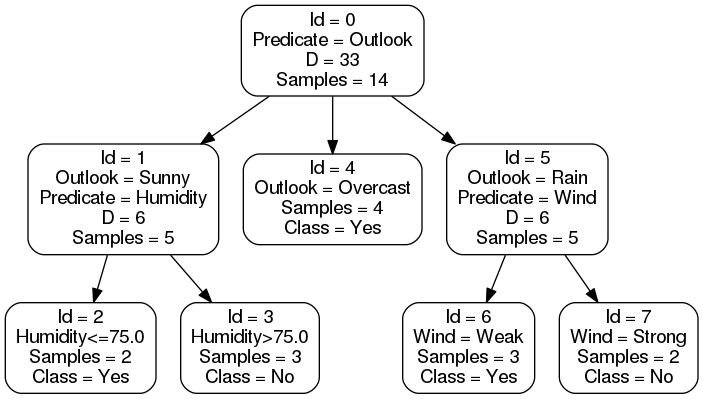 Id = 0
Predicate = Outlook
D = 33
Samples = 14
Id = 1
Outlook = Sunny
Predicate = Humidity
D = 6
Samples = 5
Id = 4
Outlook = Overcast
Samples = 4
Class = Yes
Id = 5
Outlook = Rain
Predicate = Wind
D = 6
Samples = 5
Id = 2
Humidity<=75.0
Samples = 2
Class = Yes
Id = 3
Humidity>75.0
Samples = 3
Class = No
Id = 6
Wind = Weak
Samples = 3
Class = Yes
Id = 7
Wind = Strong
Samples = 2
Class = No